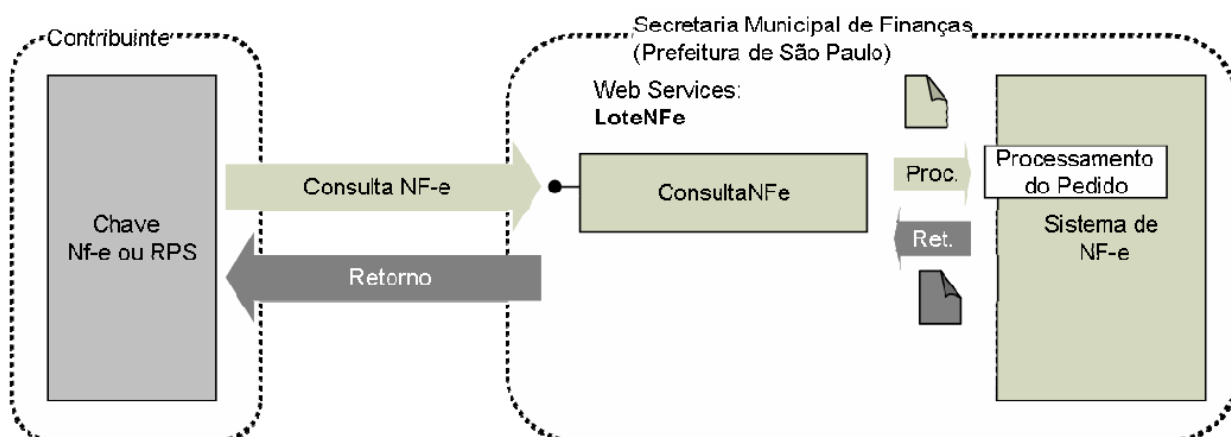 Contribuinte
Secretaria Municipal de Finanças
(Prefeitura de São Paulo)
Web Services:
LoteNFe
Consulta NF-e
ConsultaNFe
Proc.
Processamento
do Pedido
Chave
Nf-e ou RPS
Retorno
Ret.
Sistema de
NF-e